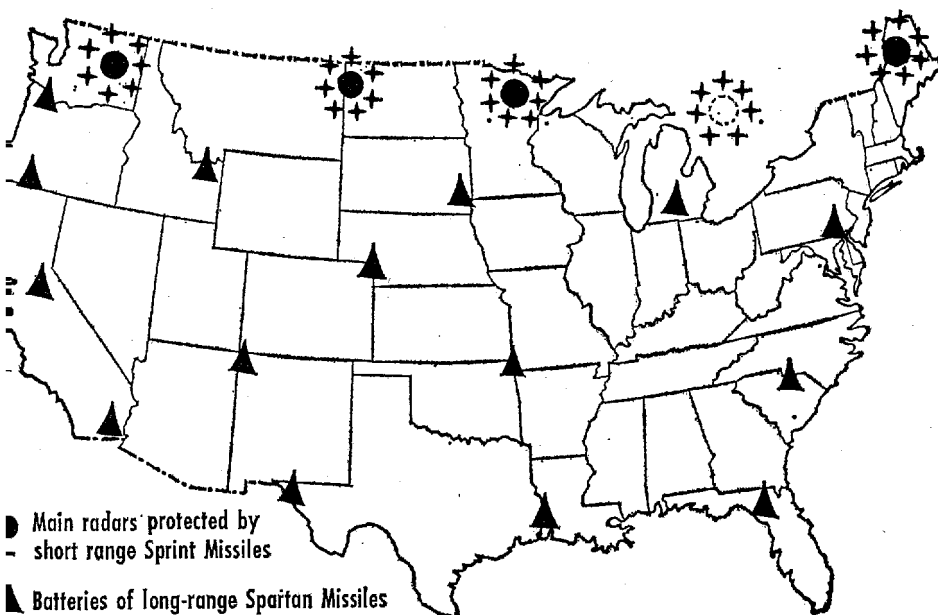 Main radars protected by
short range Sprint Missiles
Batteries of long-range Spartan Missiles